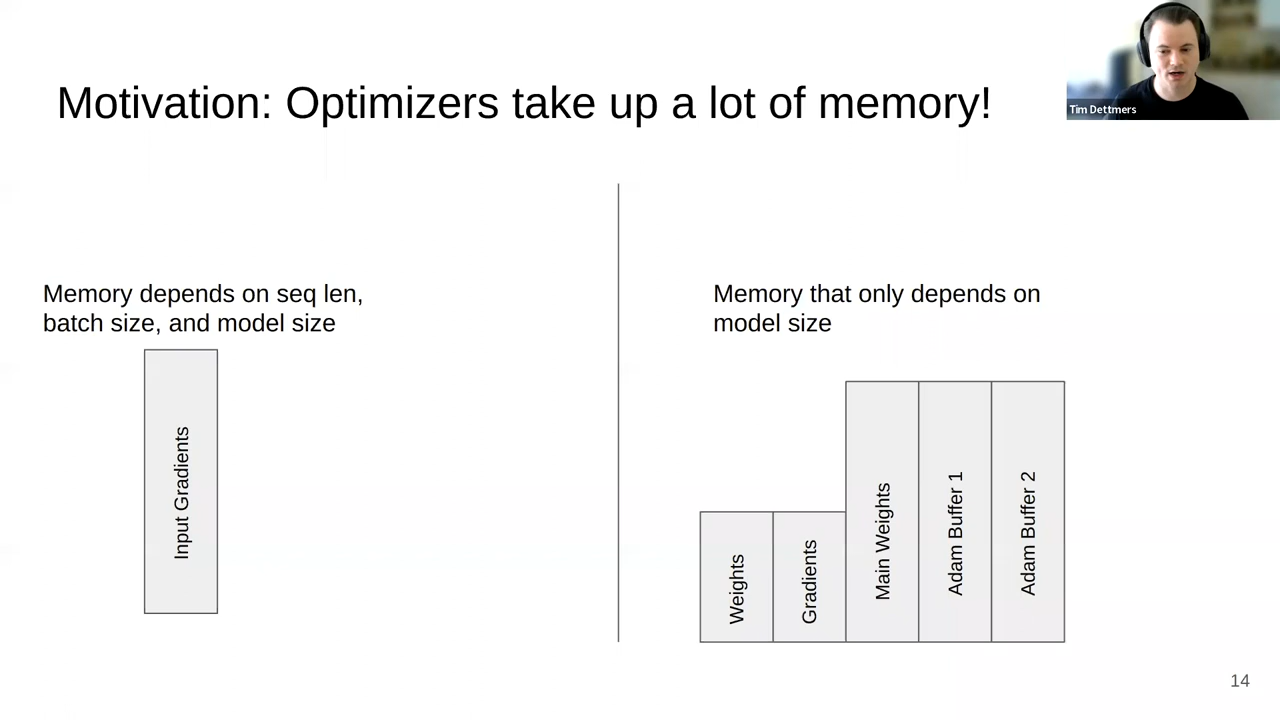 Motivation: Optimizers take up a lot of memory!
Tim Dettmers
Memory depends on seq len,
batch size, and model size
Input Gradients
Memory that only depends on
model size
Weights
Gradients
Main Weights
Adam Buffer 1
Adam Buffer 2
14